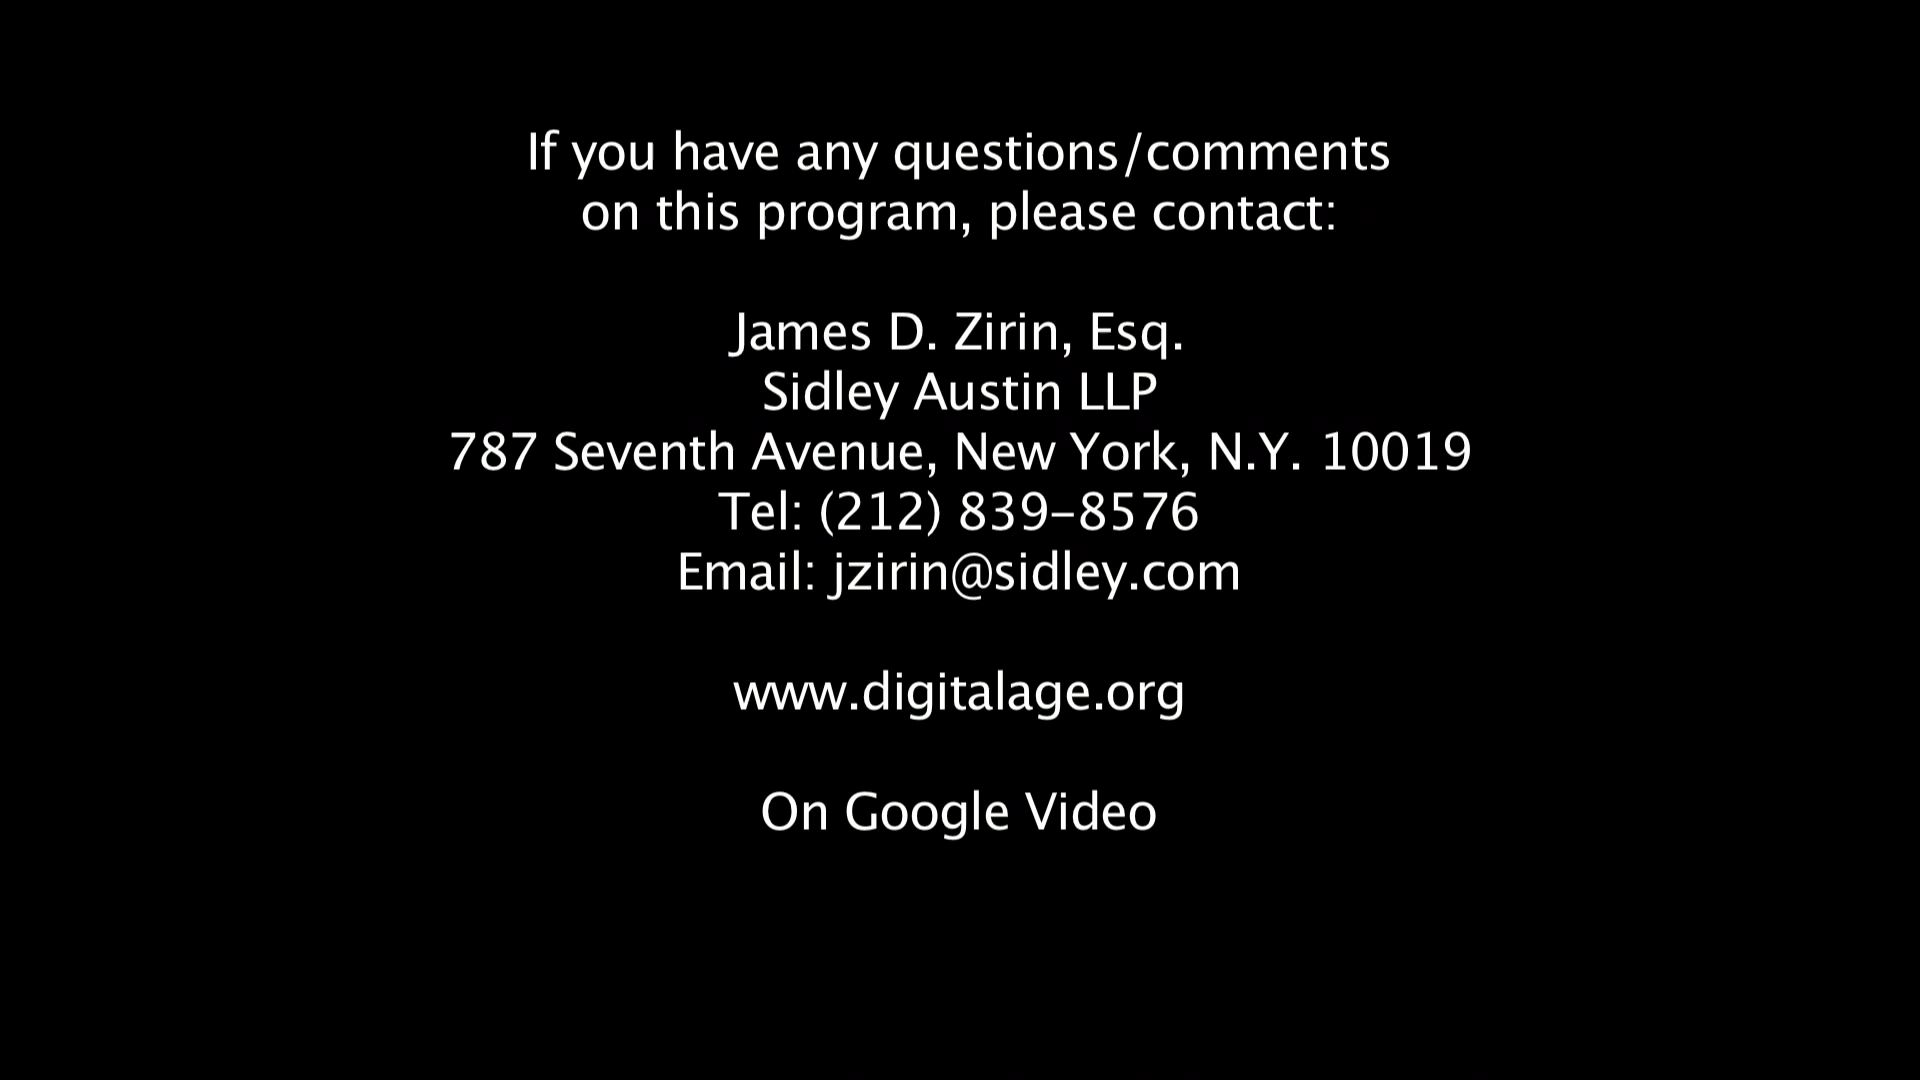 If you have any questions/comments
on this program, please contact:
James D. Zirin, Esq.
Sidley Austin LLP
787 Seventh Avenue, New York, N.Y. 10019
Tel: (212) 839-8576
Email: jzirin@sidley.com
www.digitalage.org
On Google Video